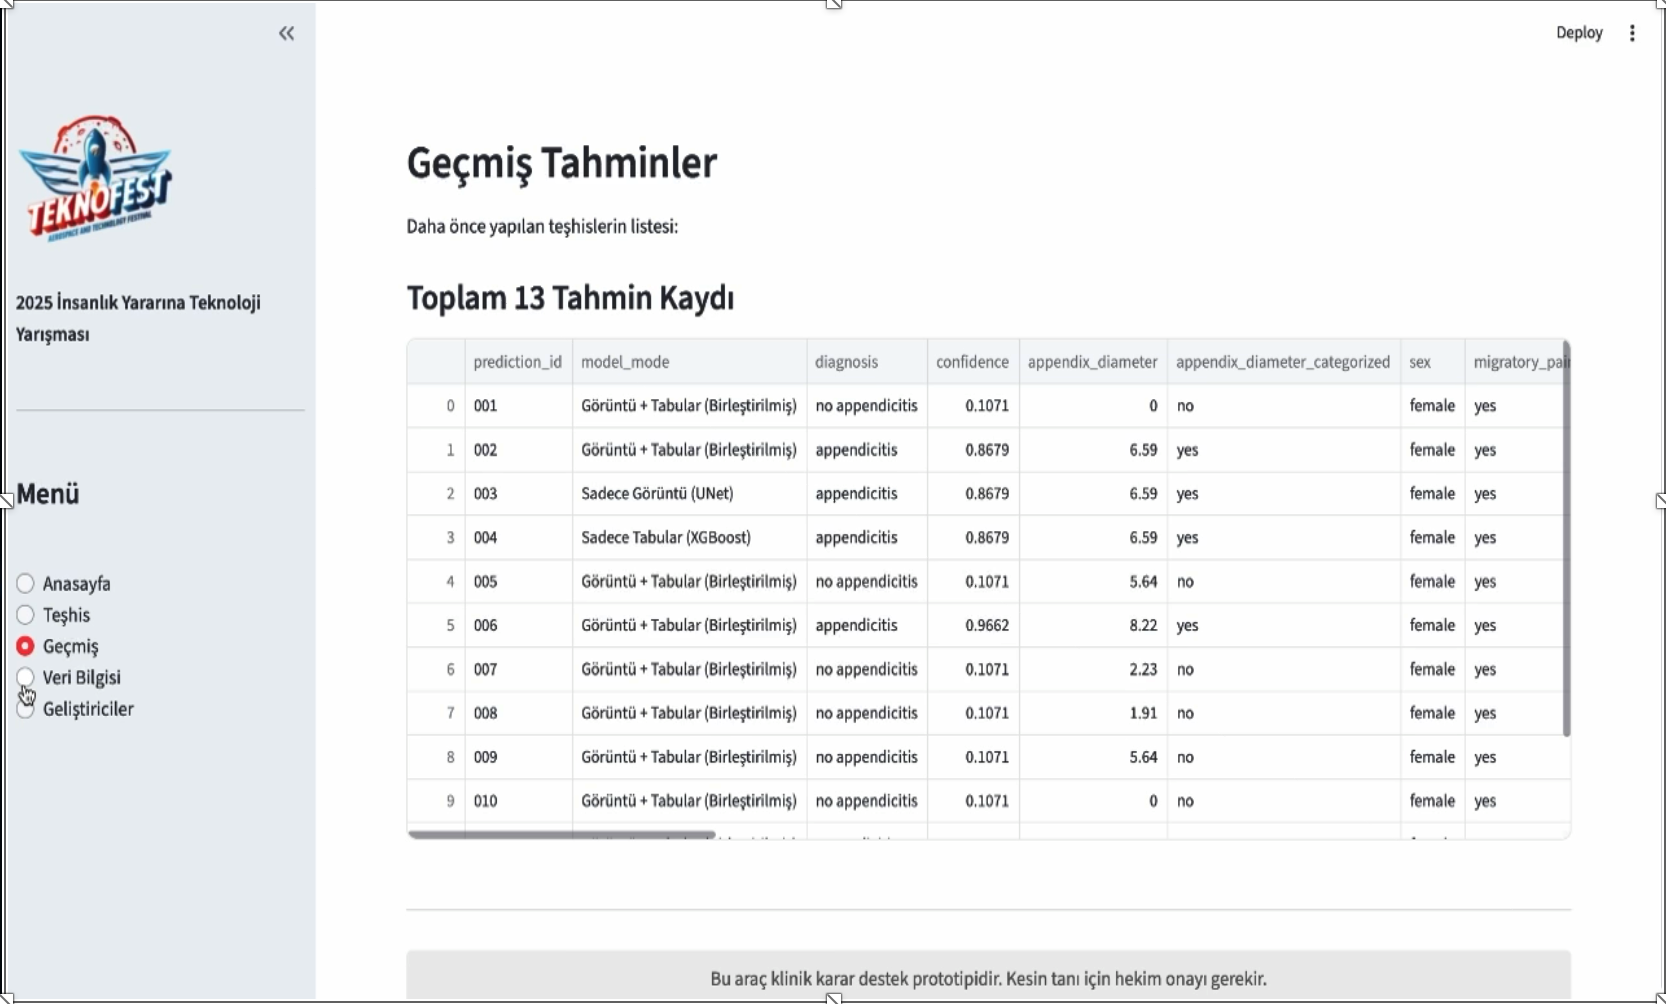 Deploy
TEKNOFEST
AEROSPACE AND TECHNOLOGY FESTIVAL
2025 İnsanlık Yararına Teknoloji
Yarışması
Menü
Anasayfa
Teşhis
Geçmiş
Veri Bilgisi
Geliştiriciler
Geçmiş Tahminler
Daha önce yapılan teşhislerin listesi:
Toplam 13 Tahmin Kaydı
prediction_id model_mode diagnosis confidence appendix_diameter appendix_diameter_categorized sex migratory_pai
0 001 Görüntü + Tabular (Birleştirilmiş) no appendicitis 0.1071 0 no female yes
1 002 Görüntü + Tabular (Birleştirilmiş) appendicitis 0.8679 6.59 yes female yes
2 003 Sadece Görüntü (UNet) appendicitis 0.8679 6.59 yes female yes
3 004 Sadece Tabular (XGBoost) appendicitis 0.8679 6.59 yes female yes
4 005 Görüntü + Tabular (Birleştirilmiş) no appendicitis 0.1071 5.64 no female yes
5 006 Görüntü + Tabular (Birleştirilmiş) appendicitis 0.9662 8.22 yes female yes
6 007 Görüntü + Tabular (Birleştirilmiş) no appendicitis 0.1071 2.23 no female yes
7 008 Görüntü + Tabular (Birleştirilmiş) no appendicitis 0.1071 1.91 no female yes
8 009 Görüntü + Tabular (Birleştirilmiş) no appendicitis 0.1071 5.64 no female yes
9 010 Görüntü + Tabular (Birleştirilmiş) no appendicitis 0.1071 0 no female yes
Bu araç klinik karar destek prototipidir. Kesin tanı için hekim onayı gerekir.